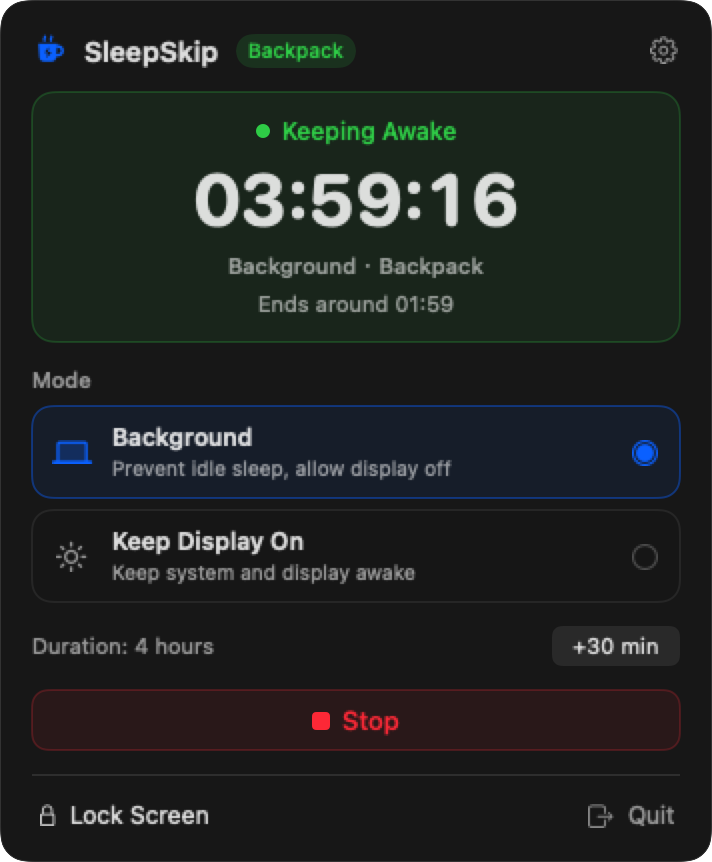 SleepSkip Backpack
Keeping Awake
03:59:16
Background · Backpack
Ends around 01:59
Mode
Background
Prevent idle sleep, allow display off
Keep Display On
Keep system and display awake
Duration: 4 hours +30 min
Stop
Lock Screen Quit